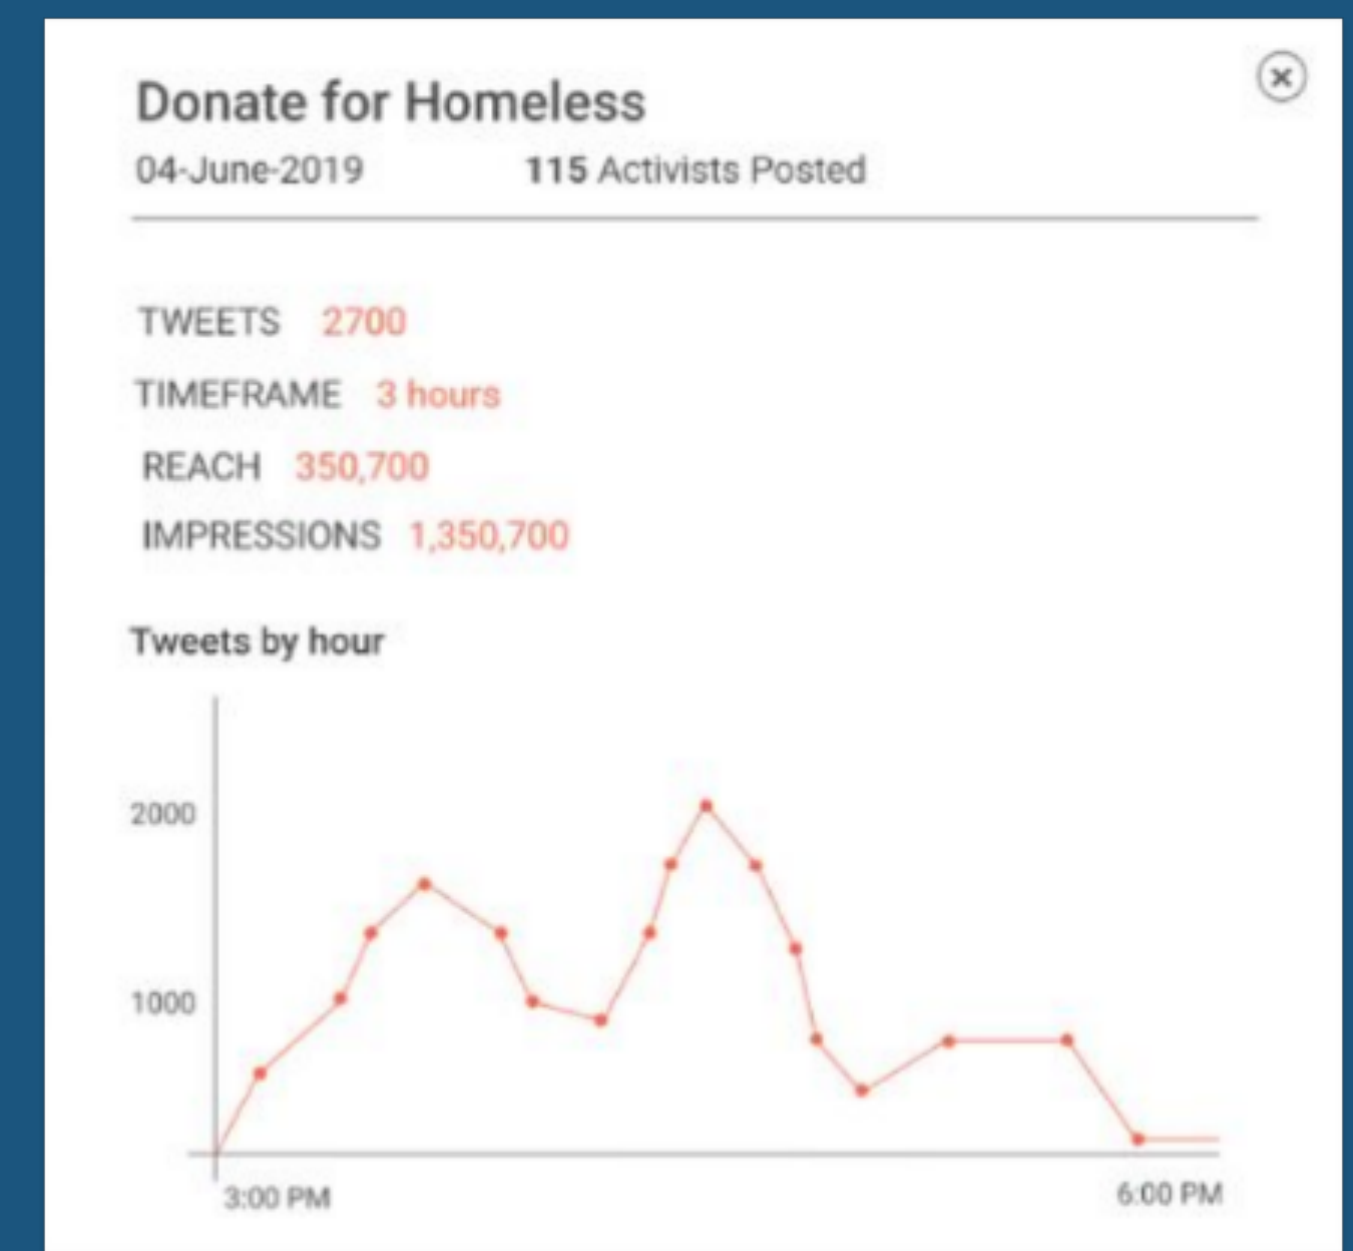 Donate for Homeless
04-June-2019 115 Activists Posted
TWEETS 2700
TIMEFRAME 3 hours
REACH 350,700
IMPRESSIONS 1,350,700
Tweets by hour
2000
1000
3:00 PM 6:00 PM